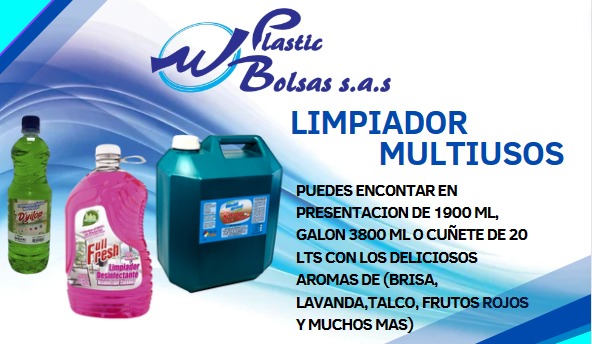 Plastic
Bolsas s.a.s
LIMPIADOR
MULTIUSOS
PUEDES ENCONTAR EN
PRESENTACION DE 1900 ML,
GALON 3800 ML O CUÑETE DE 20
LTS CON LOS DELICIOSOS
AROMAS DE (BRISA,
LAVANDA,TALCO, FRUTOS ROJOS
Y MUCHOS MAS)
Full
Fresh
Limpiador
Desinfectante